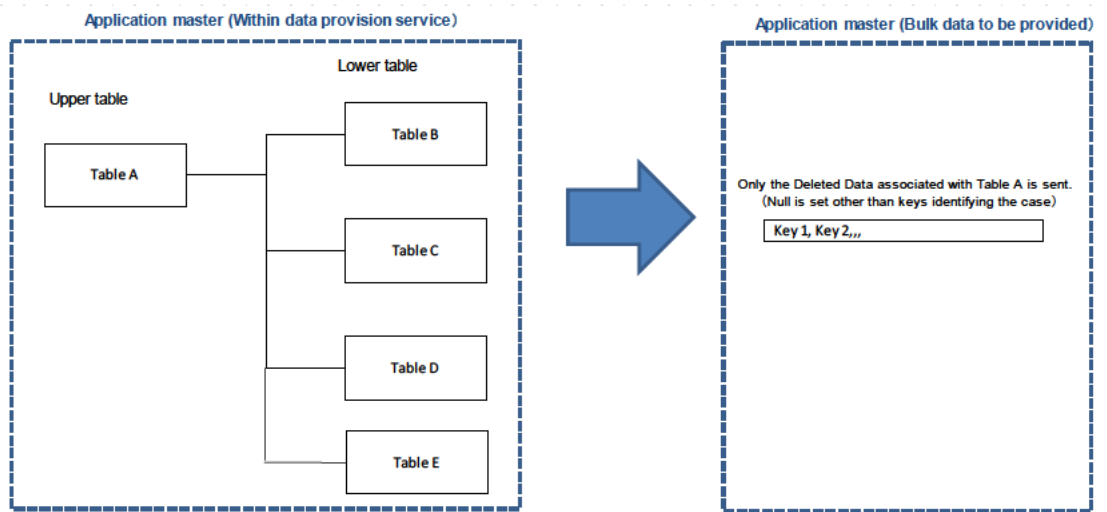 Application master (Within data provision service)
Application master (Bulk data to be provided)
Lower table
Upper table
Table A
Table B
Table C
Table D
Table E
Only the Deleted Data associated with Table A is sent.
(Null is set other than keys identifying the case)
Key 1, Key 2,,,